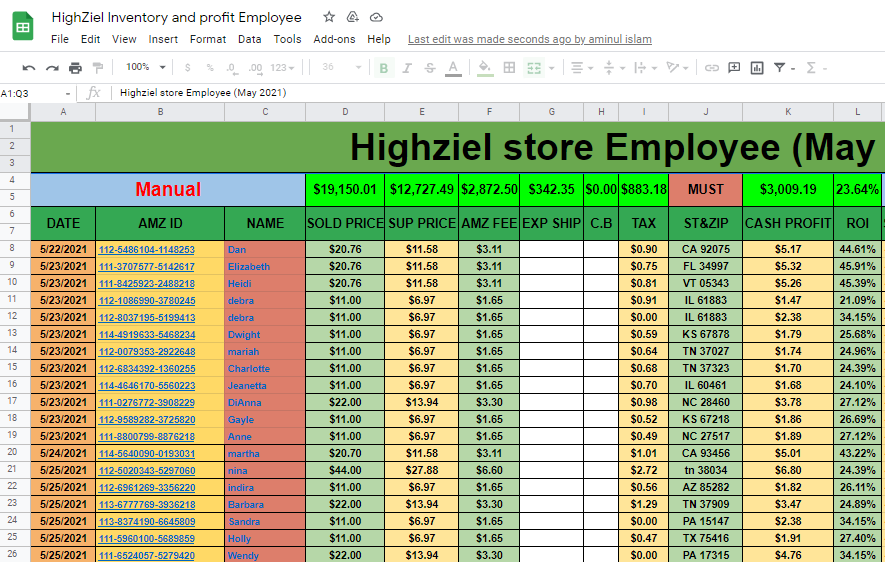 HighZiel Inventory and profit Employee
File Edit View Insert Format Data Tools Add-ons Help Last edit was made seconds ago by aminul islam
100% $ % .0 .00 123 36 B I S A
A1:Q3 fx Highziel store Employee (May 2021)
A B C D E F G H I J K L
1
2 Highziel store Employee (May
3
4 Manual $19,150.01 $12,727.49 $2,872.50 $342.35 $0.00 $883.18 MUST $3,009.19 23.64%
5
6 DATE AMZ ID NAME SOLD PRICE SUP PRICE AMZ FEE EXP SHIP C.B TAX ST&ZIP CASH PROFIT ROI
7
8 5/22/2021 112-5486104-1148253 Dan $20.76 $11.58 $3.11 $0.90 CA 92075 $5.17 44.61%
9 5/23/2021 111-3707577-5142617 Elizabeth $20.76 $11.58 $3.11 $0.75 FL 34997 $5.32 45.91%
10 5/23/2021 111-8425923-2488218 Heidi $20.76 $11.58 $3.11 $0.81 VT 05343 $5.26 45.39%
11 5/23/2021 112-1086990-3780245 debra $11.00 $6.97 $1.65 $0.91 IL 61883 $1.47 21.09%
12 5/23/2021 112-8037195-5199413 debra $11.00 $6.97 $1.65 $0.00 IL 61883 $2.38 34.15%
13 5/23/2021 114-4919633-5468234 Dwight $11.00 $6.97 $1.65 $0.59 KS 67878 $1.79 25.68%
14 5/23/2021 112-0079353-2922648 mariah $11.00 $6.97 $1.65 $0.64 TN 37027 $1.74 24.96%
15 5/23/2021 112-6834392-1360255 Charlotte $11.00 $6.97 $1.65 $0.68 TN 37323 $1.70 24.39%
16 5/23/2021 114-4646170-5560223 Jeanetta $11.00 $6.97 $1.65 $0.70 IL 60461 $1.68 24.10%
17 5/23/2021 111-0276772-3908229 DiAnna $22.00 $13.94 $3.30 $0.98 NC 28460 $3.78 27.12%
18 5/23/2021 112-9589282-3725820 Gayle $11.00 $6.97 $1.65 $0.52 KS 67218 $1.86 26.69%
19 5/23/2021 111-8800799-8876218 Anne $11.00 $6.97 $1.65 $0.49 NC 27517 $1.89 27.12%
20 5/24/2021 114-5640090-0193031 martha $20.70 $11.58 $3.11 $1.01 CA 93456 $5.01 43.22%
21 5/25/2021 112-5020343-5297060 nina $44.00 $27.88 $6.60 $2.72 tn 38034 $6.80 24.39%
22 5/25/2021 112-6961269-3356220 indira $11.00 $6.97 $1.65 $0.56 AZ 85282 $1.82 26.11%
23 5/25/2021 113-6777769-3936218 Barbara $22.00 $13.94 $3.30 $1.29 TN 37909 $3.47 24.89%
24 5/25/2021 113-8374190-6645809 Sandra $11.00 $6.97 $1.65 $0.00 PA 15147 $2.38 34.15%
25 5/25/2021 111-5960100-5689859 Holly $11.00 $6.97 $1.65 $0.47 TX 75416 $1.91 27.40%
26 5/25/2021 111-6524057-5279420 Wendy $22.00 $13.94 $3.30 $0.00 PA 17315 $4.76 34.15%